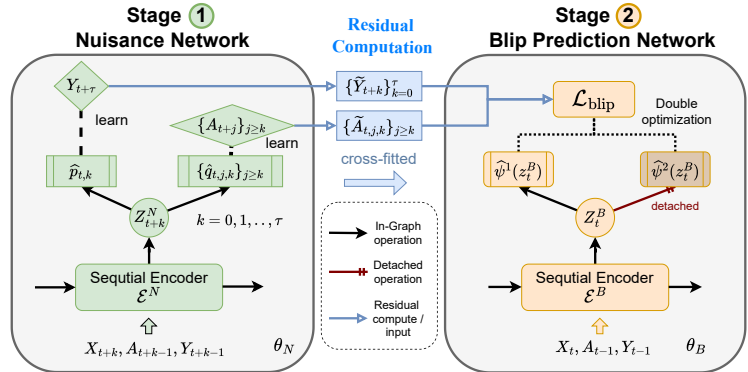 Stage 1
Nuisance Network
Y_{t+τ}
learn
{A_{t+j}}_{j≥k}
learn
p̂_{t,k}
{q̂_{t,j,k}}_{j≥k}
Z^N_{t+k}
k = 0, 1, . ., τ
Sequtial Encoder
ℰ^N
X_{t+k}, A_{t+k−1}, Y_{t+k−1}
θ_N
Residual
Computation
{Ỹ_{t+k}}^τ_{k=0}
{Ã_{t,j,k}}_{j≥k}
cross-fitted
In-Graph
operation
Detached
operation
Residual
compute /
input
Stage 2
Blip Prediction Network
ℒ_blip
Double
optimization
ψ̂^1(z^B_t)
ψ̂^2(z^B_t)
detached
Z^B_t
Sequtial Encoder
ℰ^B
X_t, A_{t−1}, Y_{t−1}
θ_B